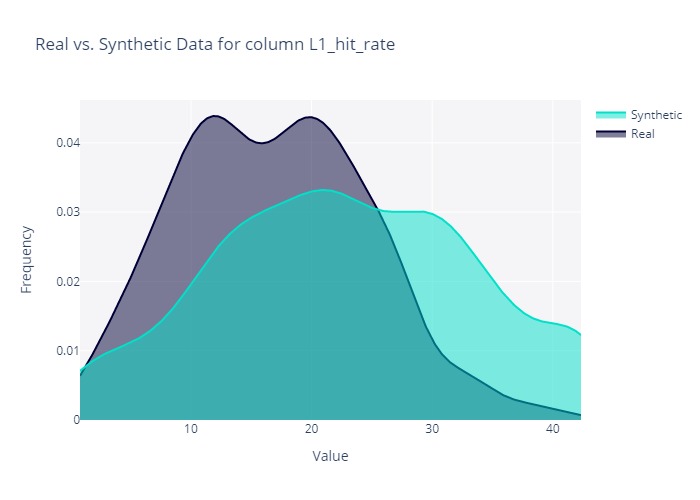 Real vs. Synthetic Data for column L1_hit_rate
Synthetic
Real
0.04
0.03
0.02
0.01
0
10
20
30
40
Frequency
Value